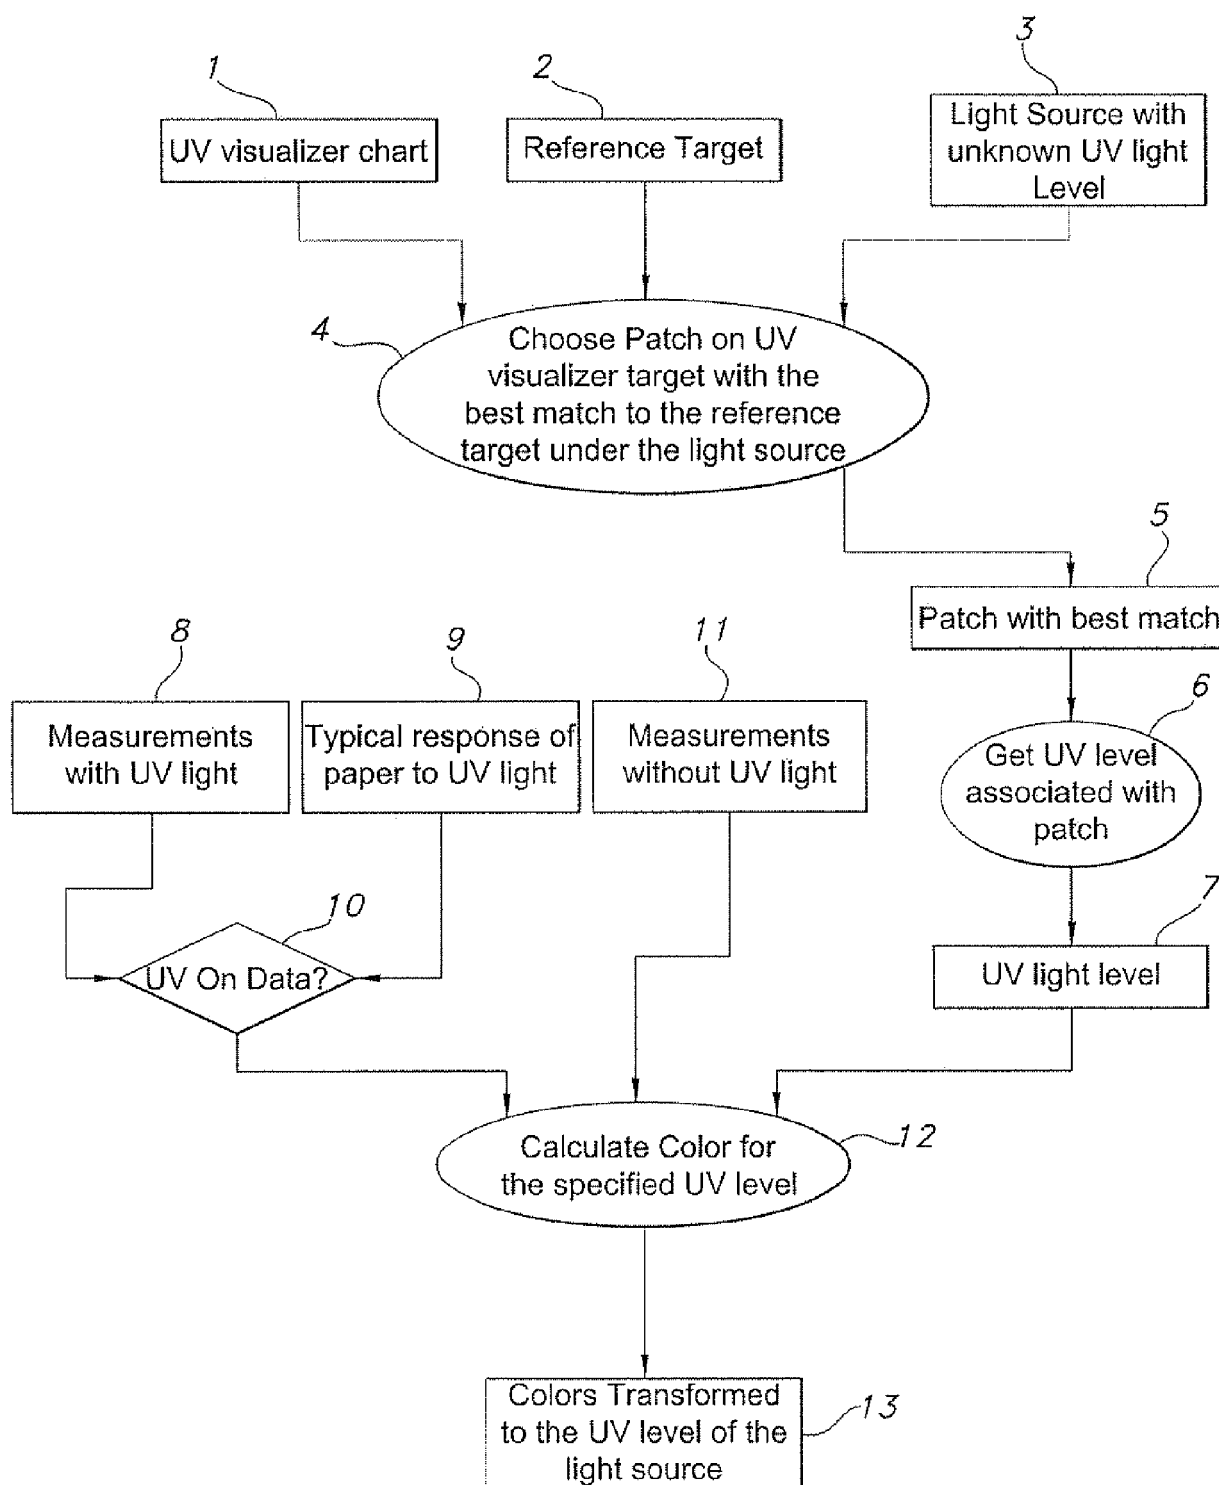 1
2
3
UV visualizer chart
Reference Target
Light Source with
unknown UV light
Level
4
Choose Patch on UV
visualizer target with the
best match to the reference
target under the light source
5
Patch with best match
8
9
11
6
Measurements
with UV light
Typical response of
paper to UV light
Measurements
without UV light
Get UV level
associated with
patch
10
7
UV On Data?
UV light level
12
Calculate Color for
the specified UV level
13
Colors Transformed
to the UV level of the
light source